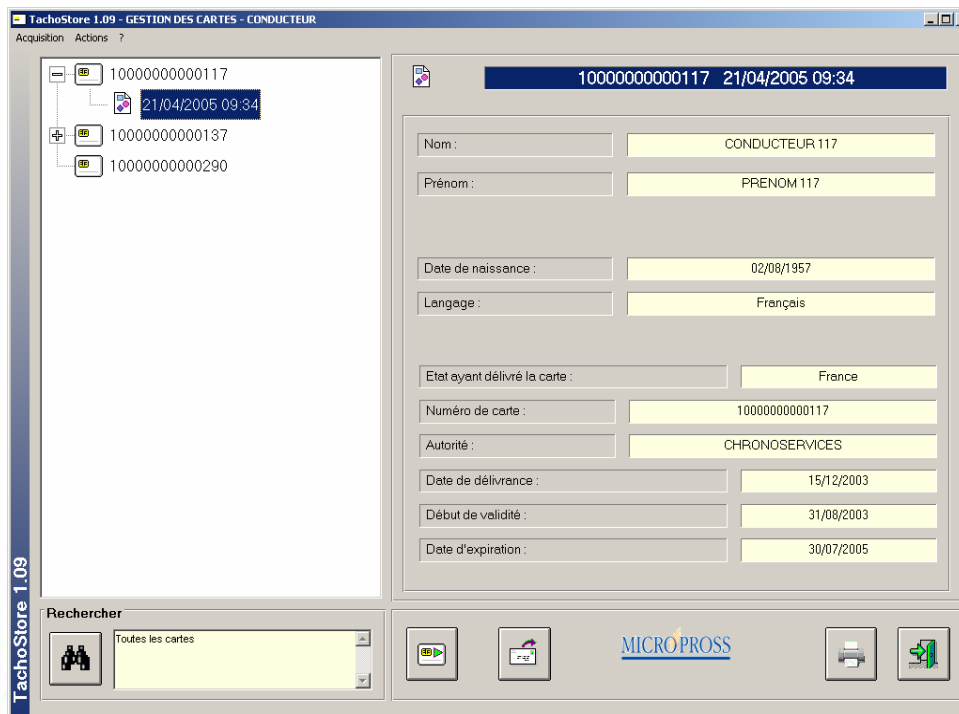 TachoStore 1.09 - GESTION DES CARTES - CONDUCTEUR
Acquisition Actions ?
10000000000117
21/04/2005 09:34
10000000000137
10000000000290
10000000000117 21/04/2005 09:34
Nom : CONDUCTEUR 117
Prénom : PRENOM 117
Date de naissance : 02/08/1957
Langage : Français
Etat ayant délivré la carte : France
Numéro de carte : 10000000000117
Autorité : CHRONOSERVICES
Date de délivrance : 15/12/2003
Début de validité : 31/08/2003
Date d'expiration : 30/07/2005
TachoStore 1.09
Rechercher
Toutes les cartes
MICROPROSS